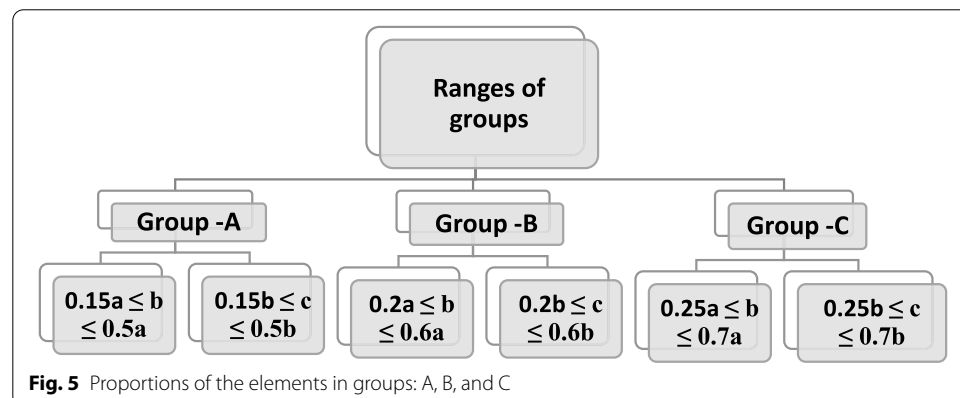 Ranges of
groups
Group -A
Group -B
Group -C
0.15a ≤ b
≤ 0.5a
0.15b ≤ c
≤ 0.5b
0.2a ≤ b
≤ 0.6a
0.2b ≤ c
≤ 0.6b
0.25a ≤ b
≤ 0.7a
0.25b ≤ c
≤ 0.7b
Fig. 5 Proportions of the elements in groups: A, B, and C